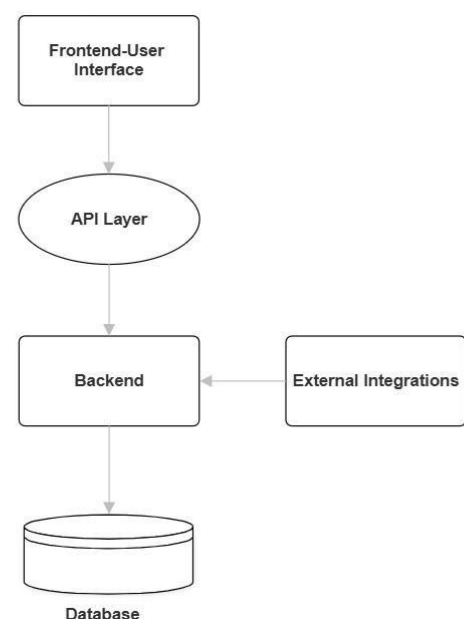 Frontend-User
Interface
API Layer
Backend
External Integrations
Database